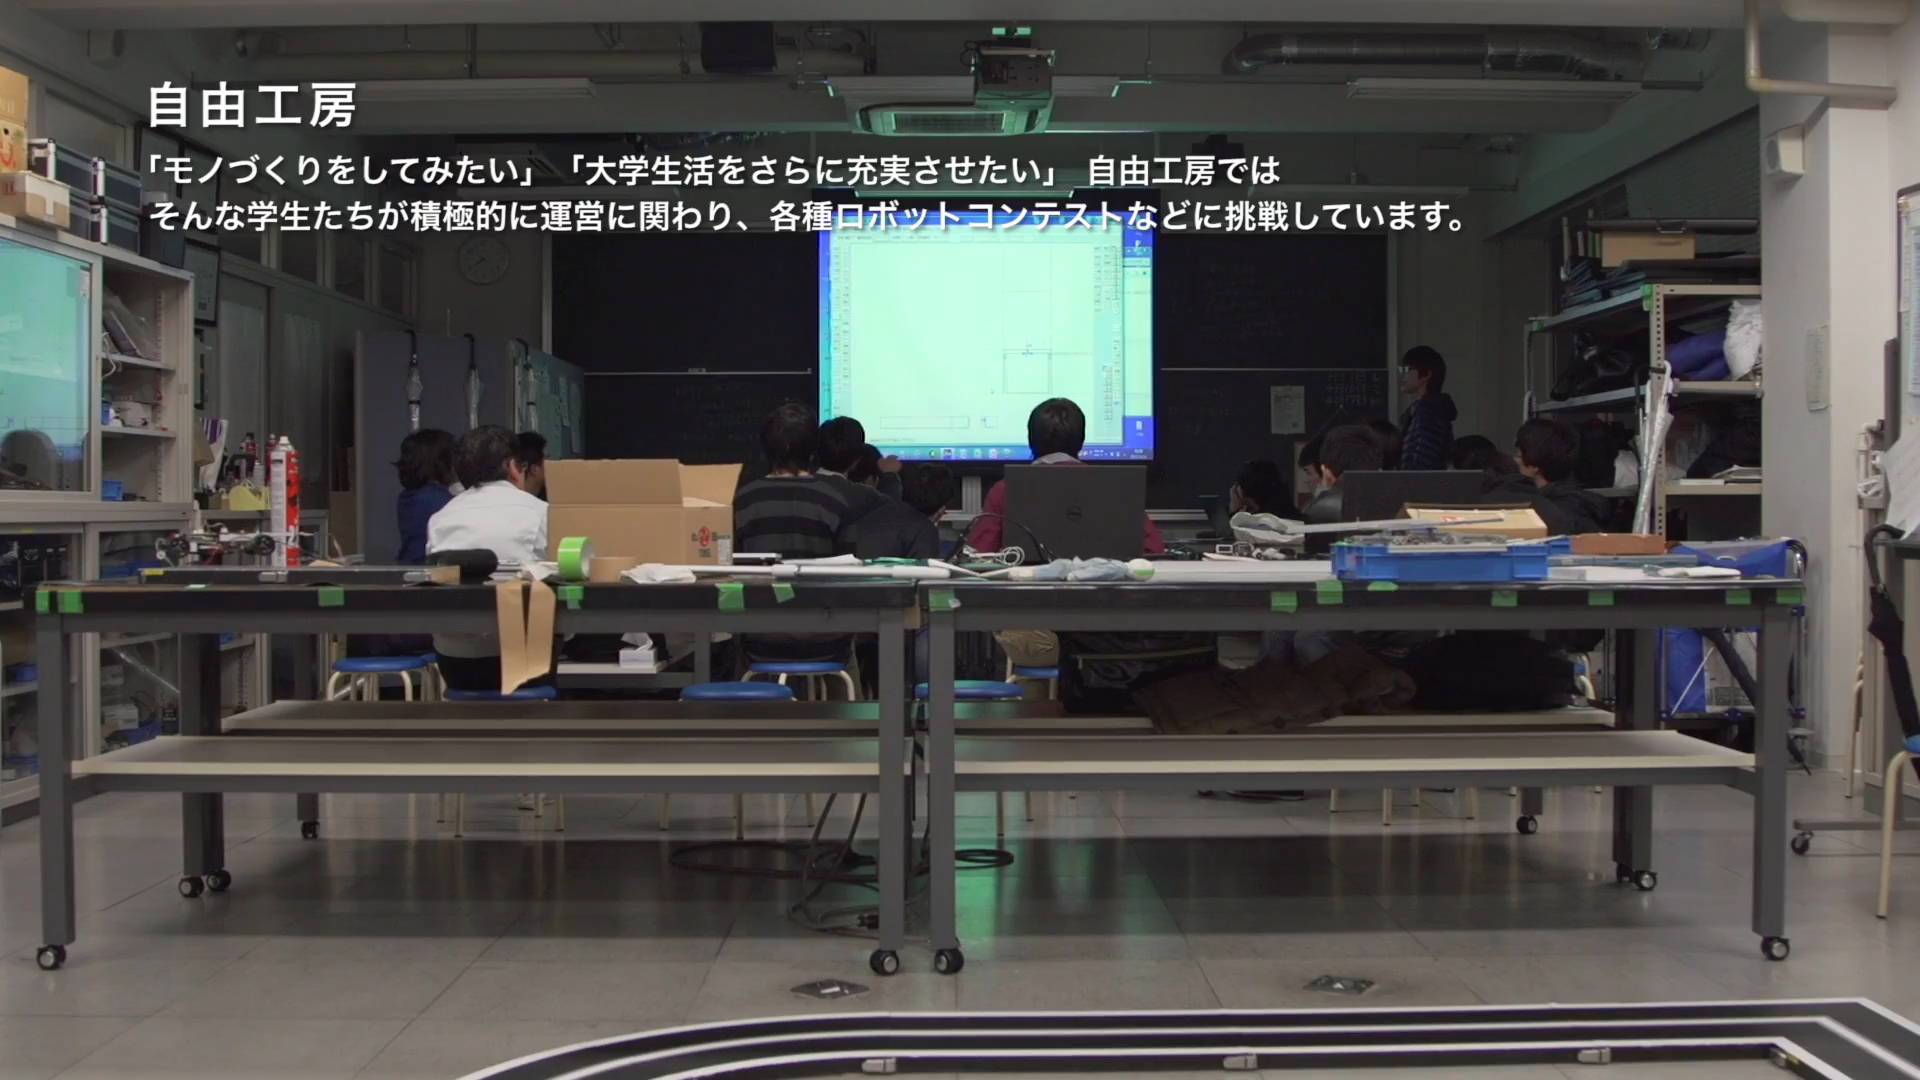 自由工房
「モノづくりをしてみたい」「大学生活をさらに充実させたい」 自由工房では
そんな学生たちが積極的に運営に関わり、各種ロボットコンテストなどに挑戦しています。